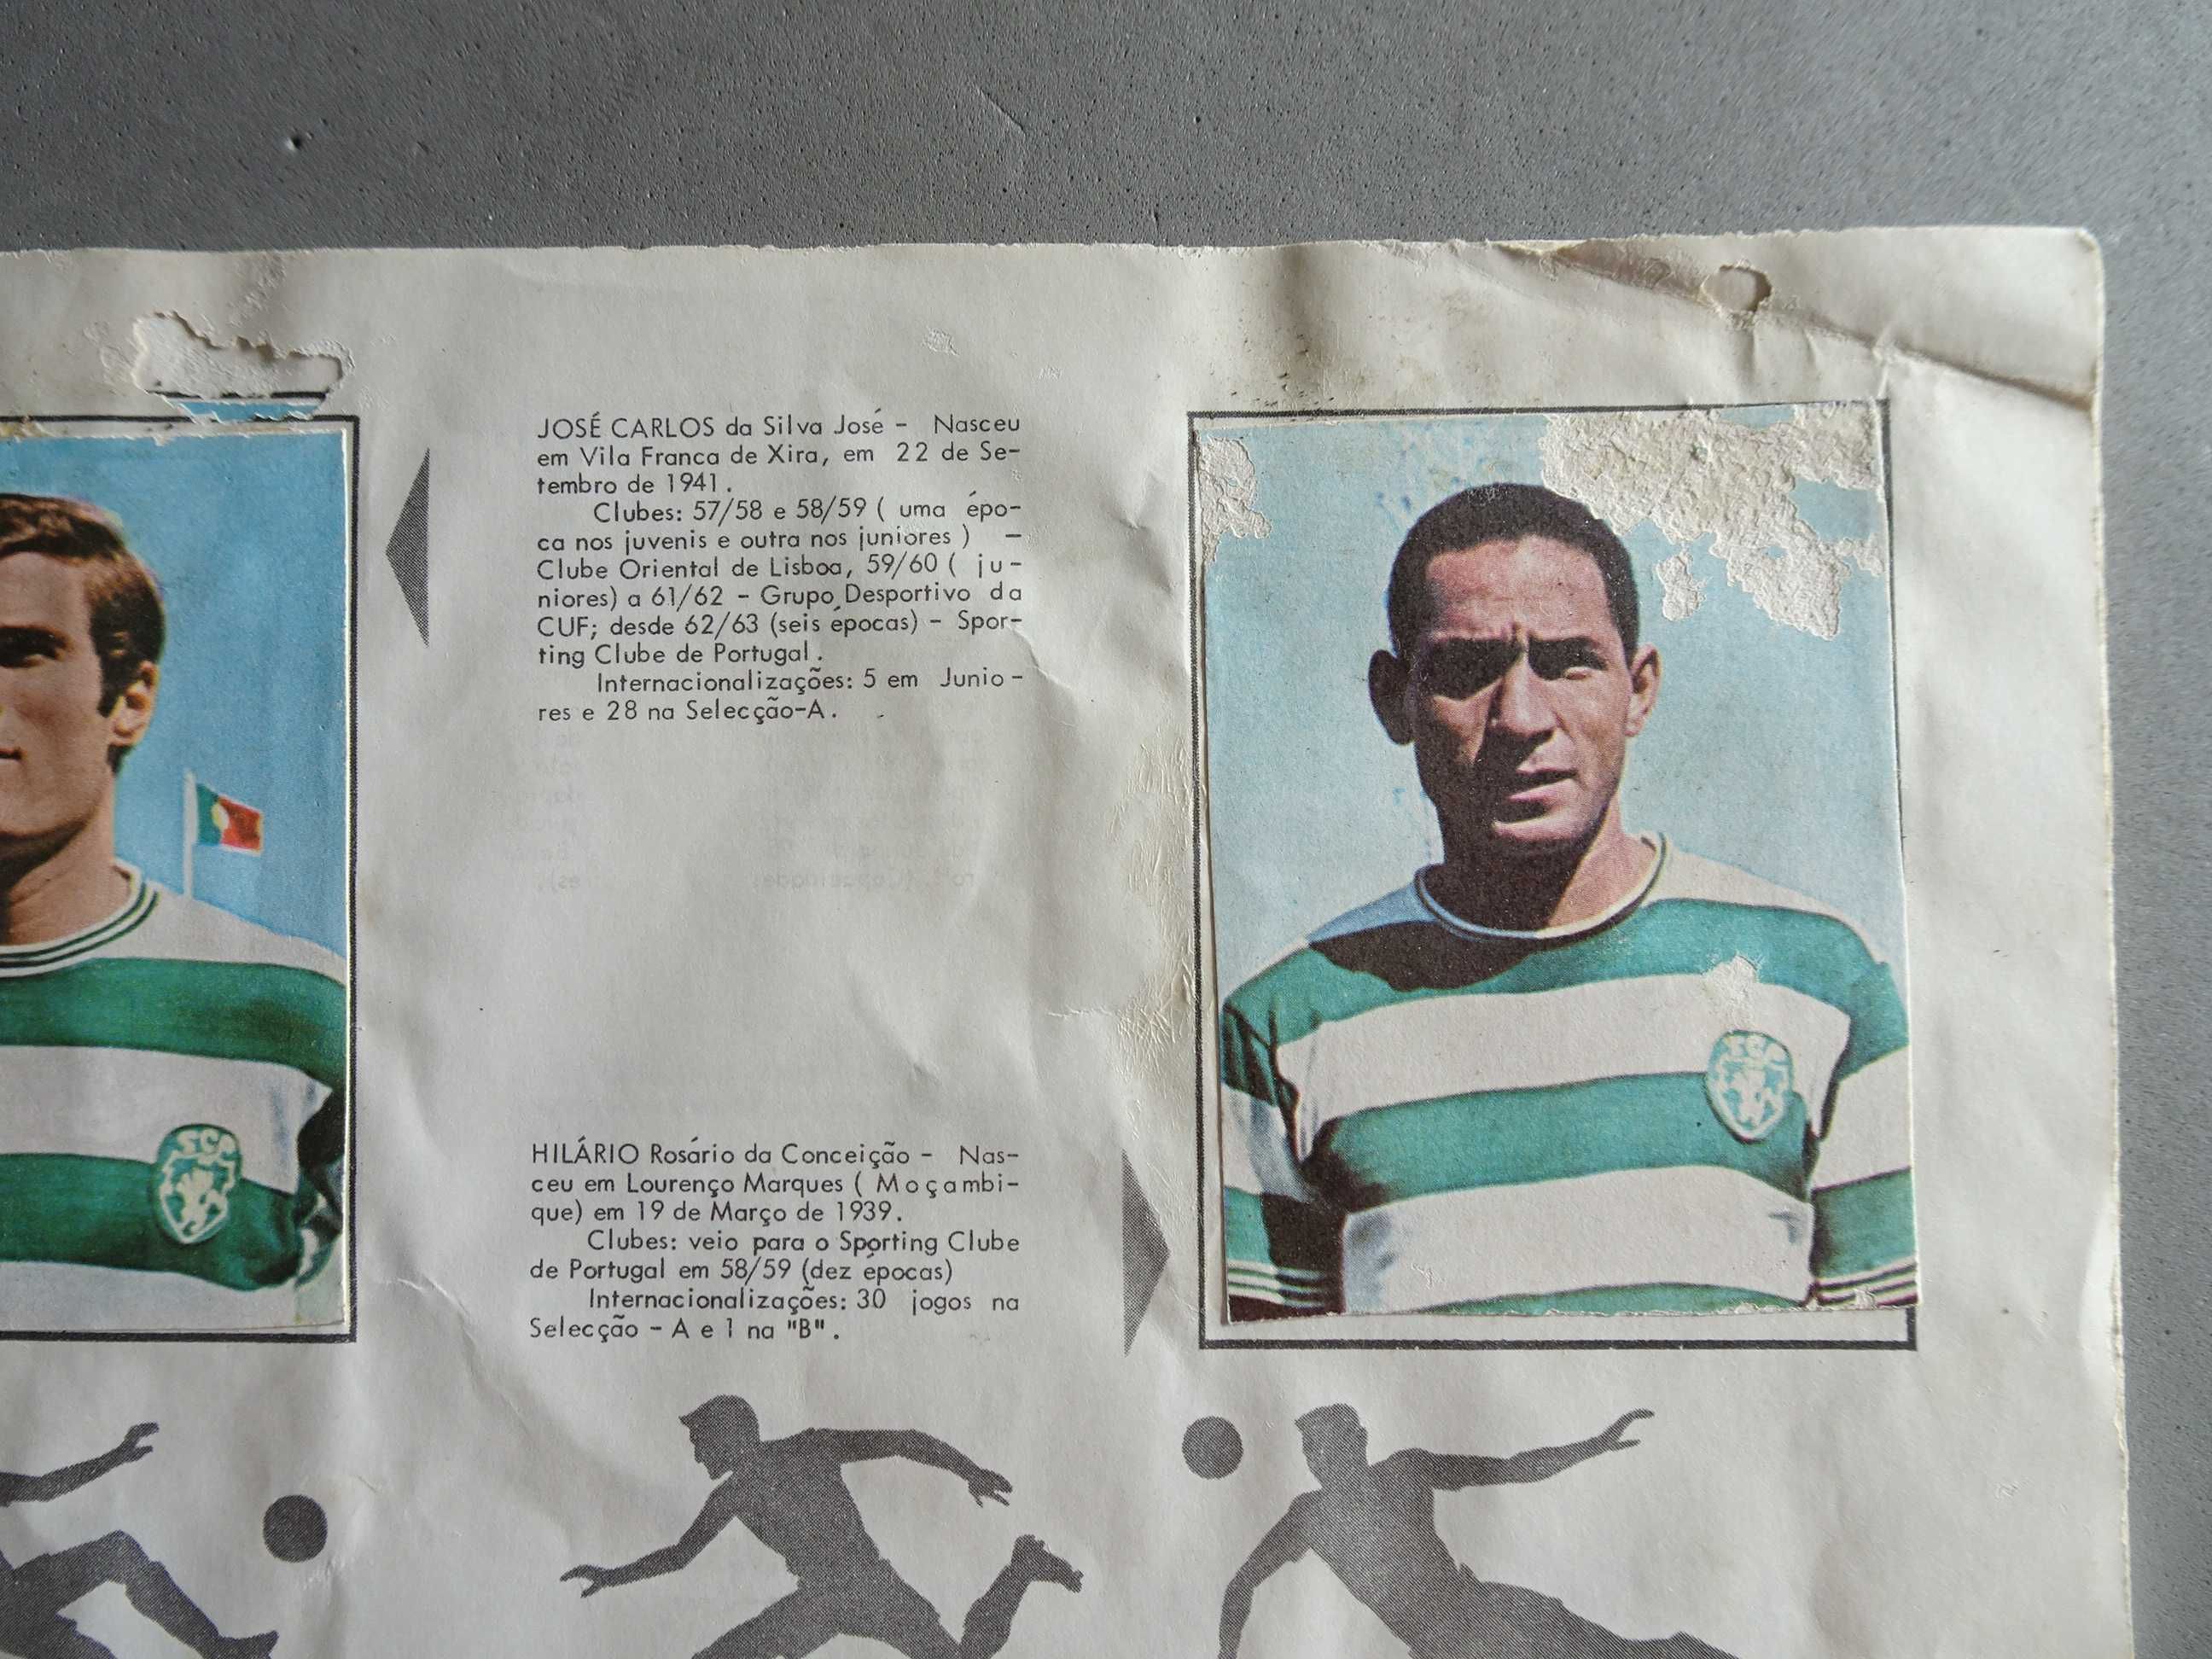 JOSÉ CARLOS da Silva José - Nasceu
em Vila Franca de Xira, em 22 de Se-
tembro de 1941.
Clubes: 57/58 e 58/59 ( uma épo-
ca nos juvenis e outra nos juniores ) -
Clube Oriental de Lisboa, 59/60 ( ju-
niores) a 61/62 - Grupo Desportivo da
CUF; desde 62/63 (seis épocas) - Spor-
ting Clube de Portugal.
Internacionalizações: 5 em Junio-
res e 28 na Selecção-A.
HILÁRIO Rosário da Conceição - Nas-
ceu em Lourenço Marques ( Moçambi-
que) em 19 de Março de 1939.
Clubes: veio para o Sporting Clube
de Portugal em 58/59 (dez épocas)
Internacionalizações: 30 jogos na
Selecção - A e 1 na "B".
SCP
SCP